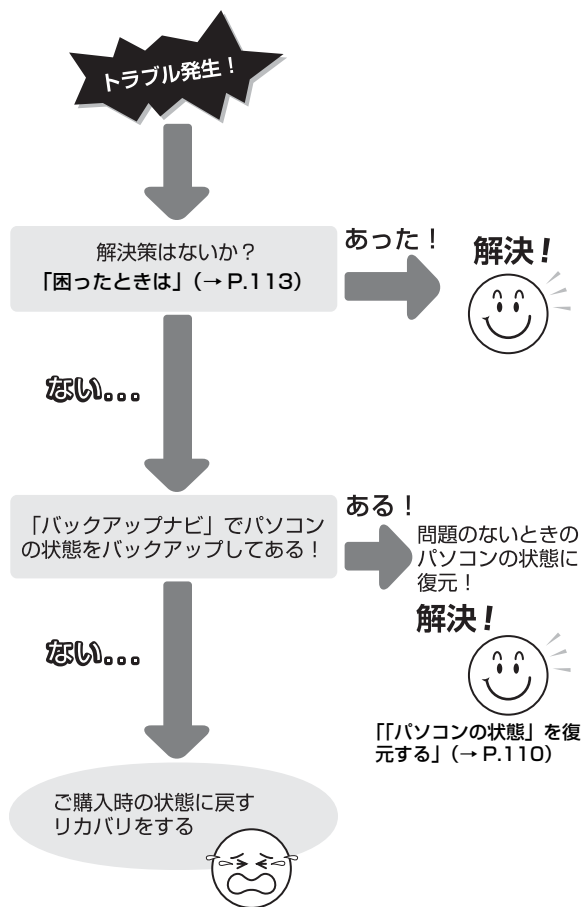 トラブル発生！
解決策はないか？
「困ったときは」（→ P.113）
あった！
解決！
ない...
「バックアップナビ」でパソコン
の状態をバックアップしてある！
ある！
問題のないときの
パソコンの状態に
復元！
解決！
「「パソコンの状態」を復
元する」（→ P.110）
ない...
ご購入時の状態に戻す
リカバリをする